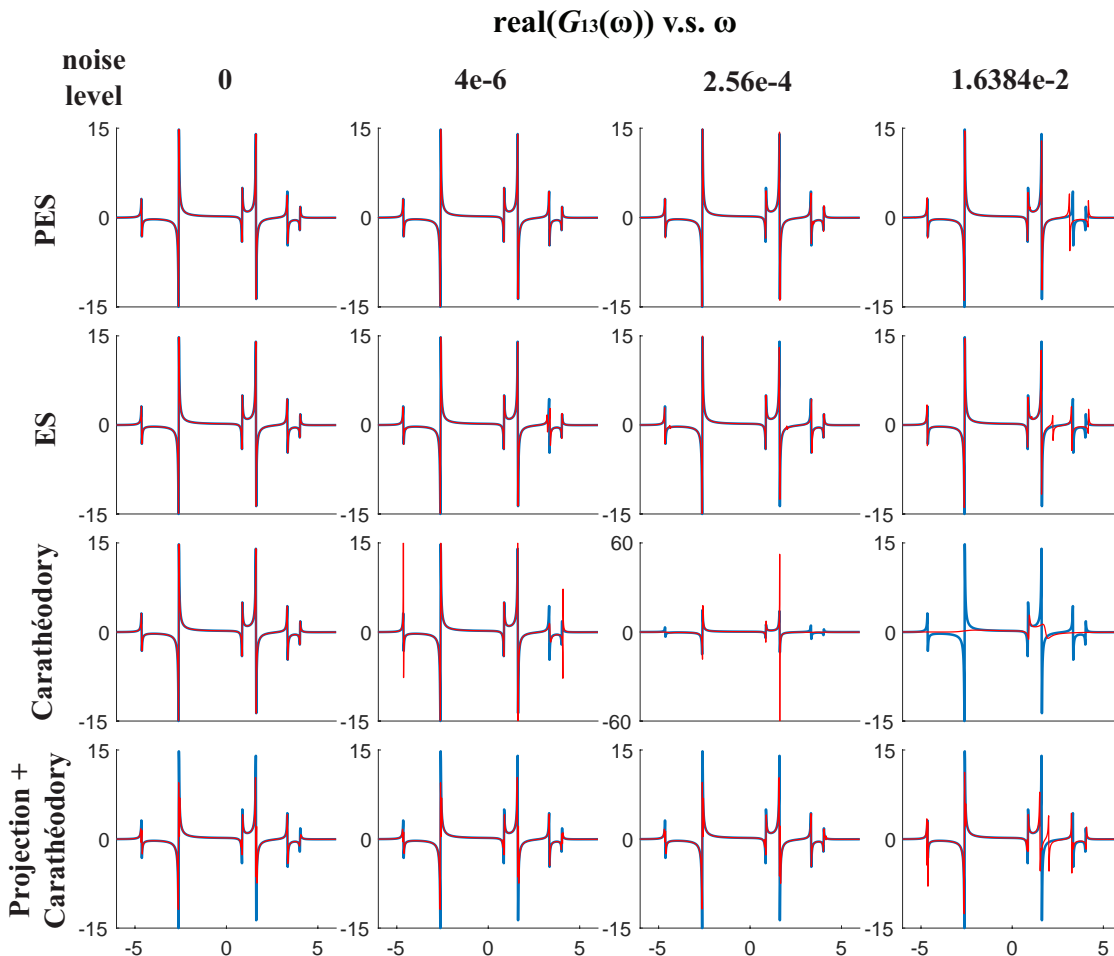 real(G13(ω)) v.s. ω
noise level 0 4e-6 2.56e-4 1.6384e-2
PES
15 15 15 15
0 0 0 0
-15 -15 -15 -15
ES
15 15 15 15
0 0 0 0
-15 -15 -15 -15
Carathéodory
15 15 60 15
0 0 0 0
-15 -15 -60 -15
Projection +
Carathéodory
15 15 15 15
0 0 0 0
-15 -15 -15 -15
-5 0 5 -5 0 5 -5 0 5 -5 0 5